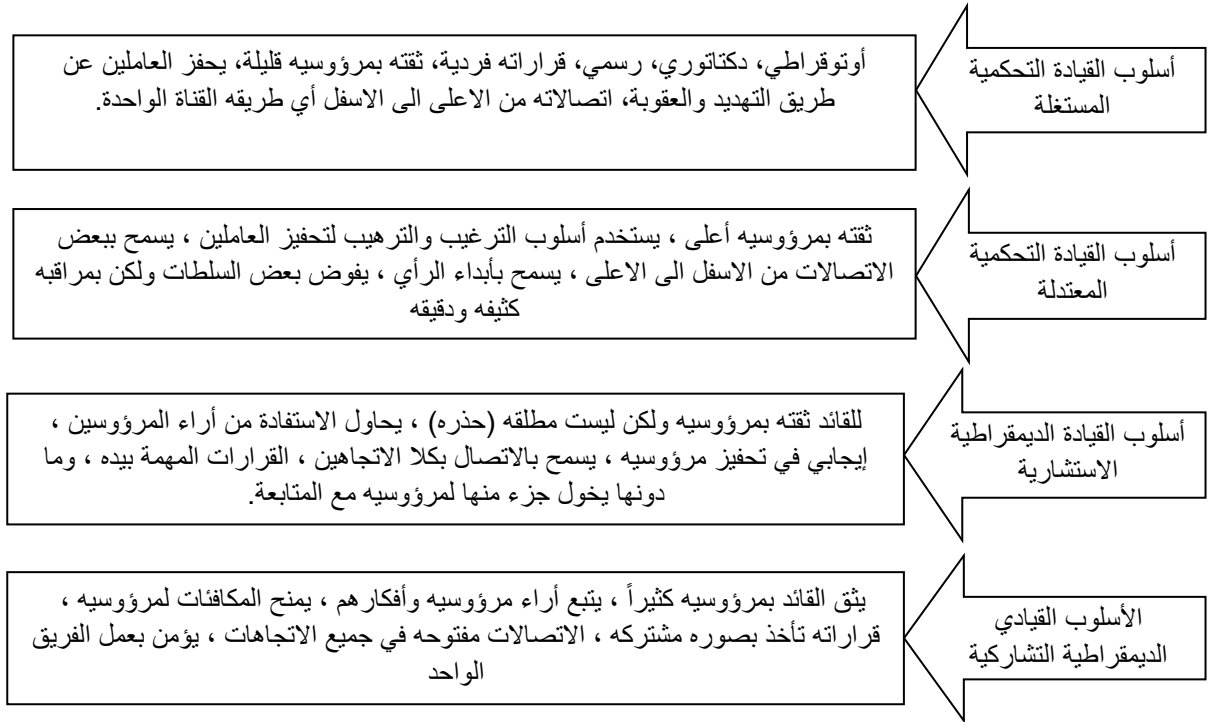 أسلوب القيادة التحكمية
المستغلة
أوتوقراطي، دكتاتوري، رسمي، قراراته فردية، ثقته بمرؤوسيه قليلة، يحفز العاملين عن
طريق التهديد والعقوبة، اتصالاته من الاعلى الى الاسفل أي طريقه القناة الواحدة.
أسلوب القيادة التحكمية
المعتدلة
ثقته بمرؤوسيه أعلى ، يستخدم أسلوب الترغيب والترهيب لتحفيز العاملين ، يسمح ببعض
الاتصالات من الاسفل الى الاعلى ، يسمح بأبداء الرأي ، يفوض بعض السلطات ولكن بمراقبه
كثيفه ودقيقه
أسلوب القيادة الديمقراطية
الاستشارية
للقائد ثقته بمرؤوسيه ولكن ليست مطلقه (حذره) ، يحاول الاستفادة من أراء المرؤوسين ،
إيجابي في تحفيز مرؤوسيه ، يسمح بالاتصال بكلا الاتجاهين ، القرارات المهمة بيده ، وما
دونها يخول جزء منها لمرؤوسيه مع المتابعة.
الأسلوب القيادي
الديمقراطية التشاركية
يثق القائد بمرؤوسيه كثيراً ، يتبع أراء مرؤوسيه وأفكارهم ، يمنح المكافئات لمرؤوسيه ،
قراراته تأخذ بصوره مشتركه ، الاتصالات مفتوحه في جميع الاتجاهات ، يؤمن بعمل الفريق
الواحد